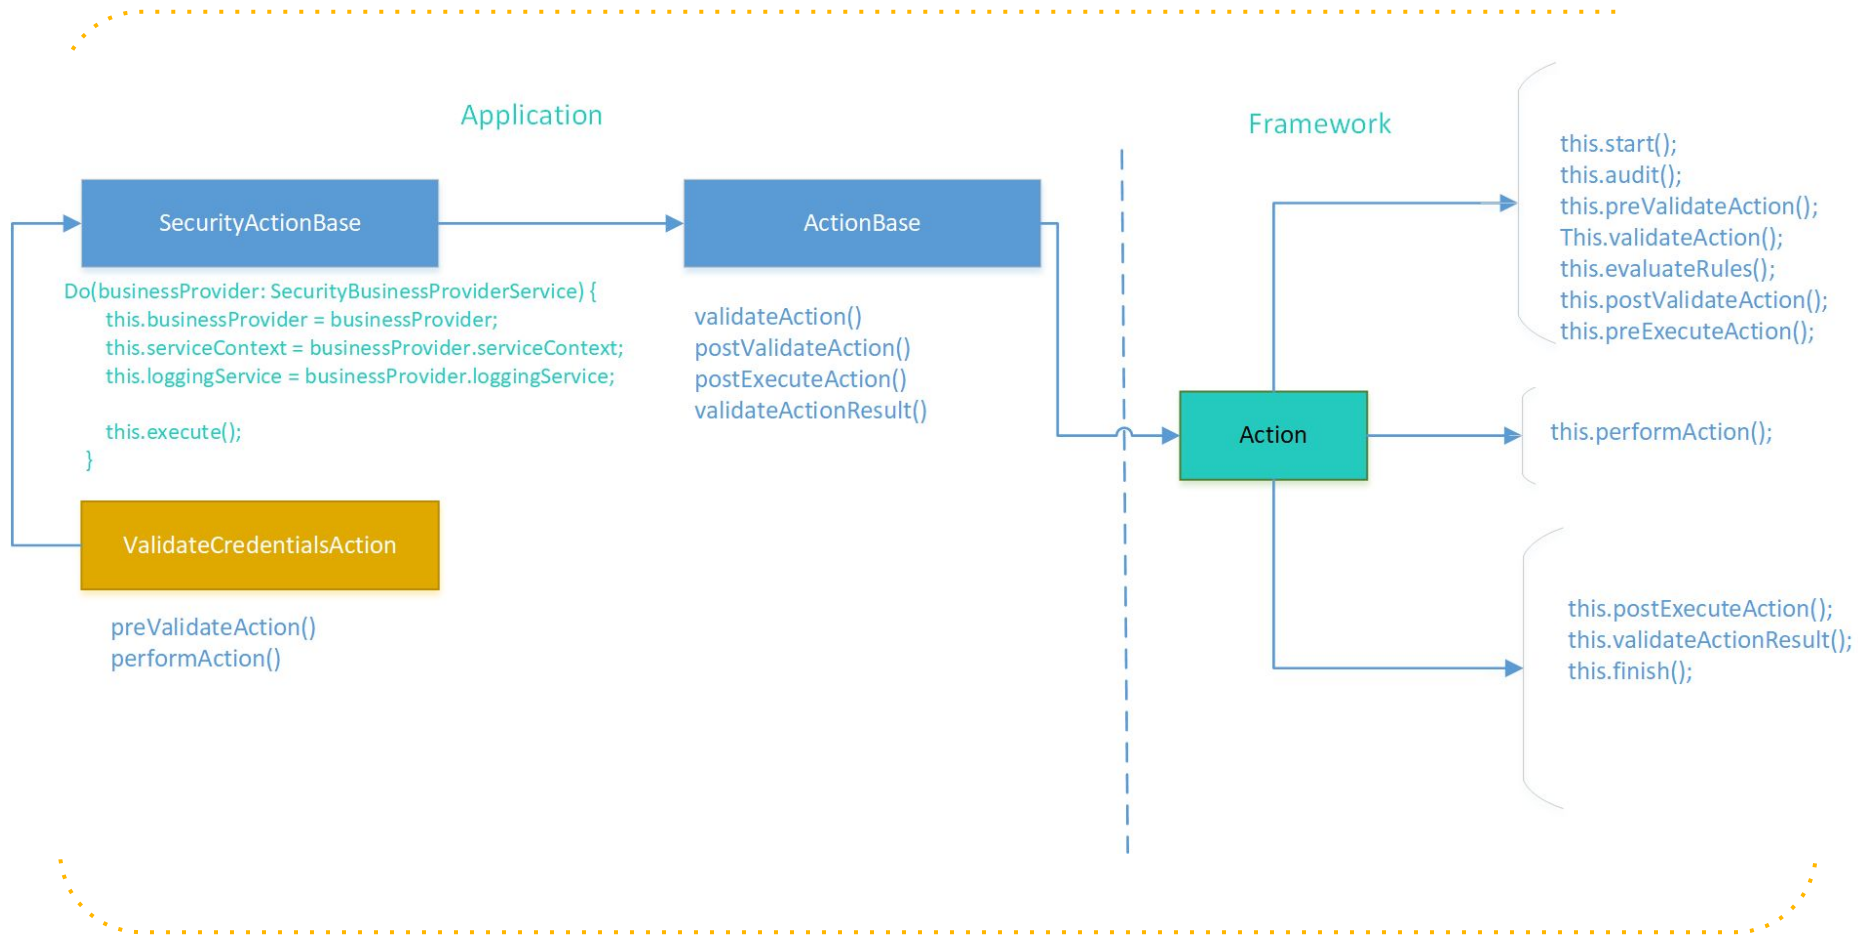 Application
SecurityActionBase
Do(businessProvider: SecurityBusinessProviderService) {
this.businessProvider = businessProvider;
this.serviceContext = businessProvider.serviceContext;
this.loggingService = businessProvider.loggingService;
this.execute();
}
ValidateCredentialsAction
preValidateAction()
performAction()
ActionBase
validateAction()
postValidateAction()
postExecuteAction()
validateActionResult()
Framework
Action
this.start();
this.audit();
this.preValidateAction();
This.validateAction();
this.evaluateRules();
this.postValidateAction();
this.preExecuteAction();
this.performAction();
this.postExecuteAction();
this.validateActionResult();
this.finish();